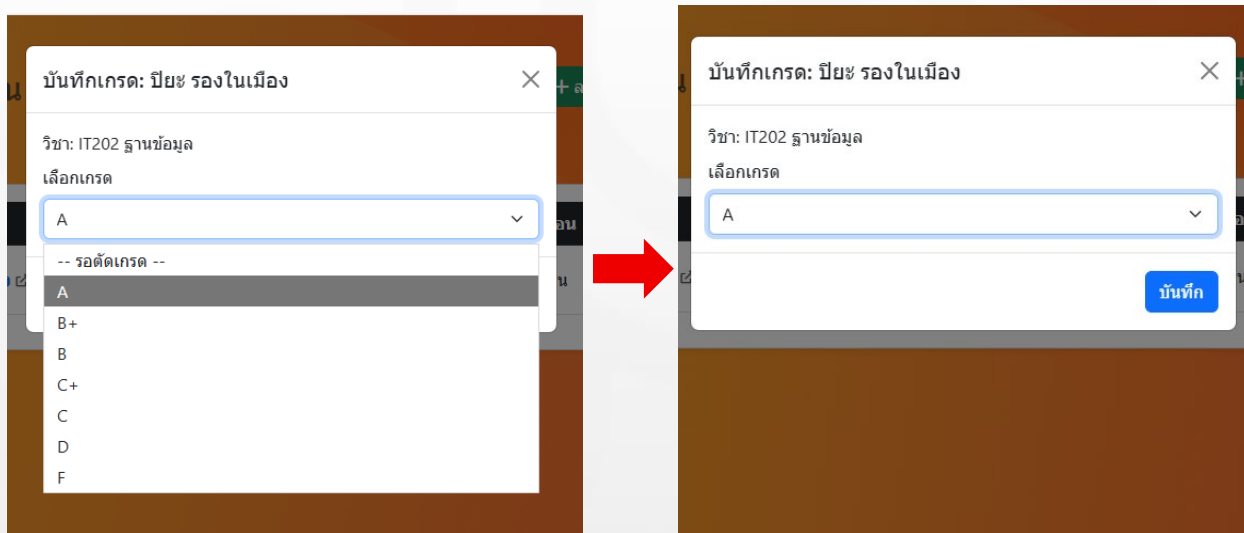 บันทึกเกรด: ปิยะ รองในเมือง
วิชา: IT202 ฐานข้อมูล
เลือกเกรด
A
-- รอตัดเกรด --
A
B+
B
C+
C
D
F
บันทึกเกรด: ปิยะ รองในเมือง
วิชา: IT202 ฐานข้อมูล
เลือกเกรด
A
บันทึก